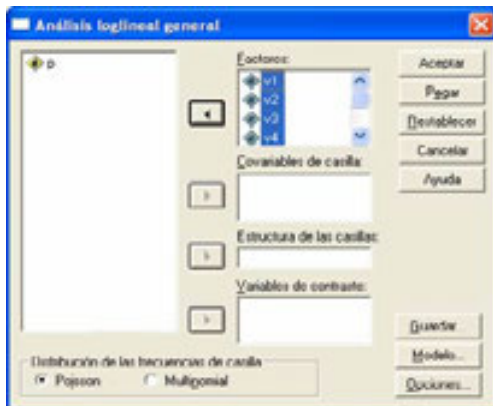 Análisis loglineal general
p
Factores:
v1
v2
v3
v4
Covariables de casilla:
Estructura de las casillas:
Variables de contraste:
Distribución de las frecuencias de casilla
Poisson
Multinomial
Aceptar
Pegar
Restablecer
Cancelar
Ayuda
Guardar
Modelo...
Opciones...